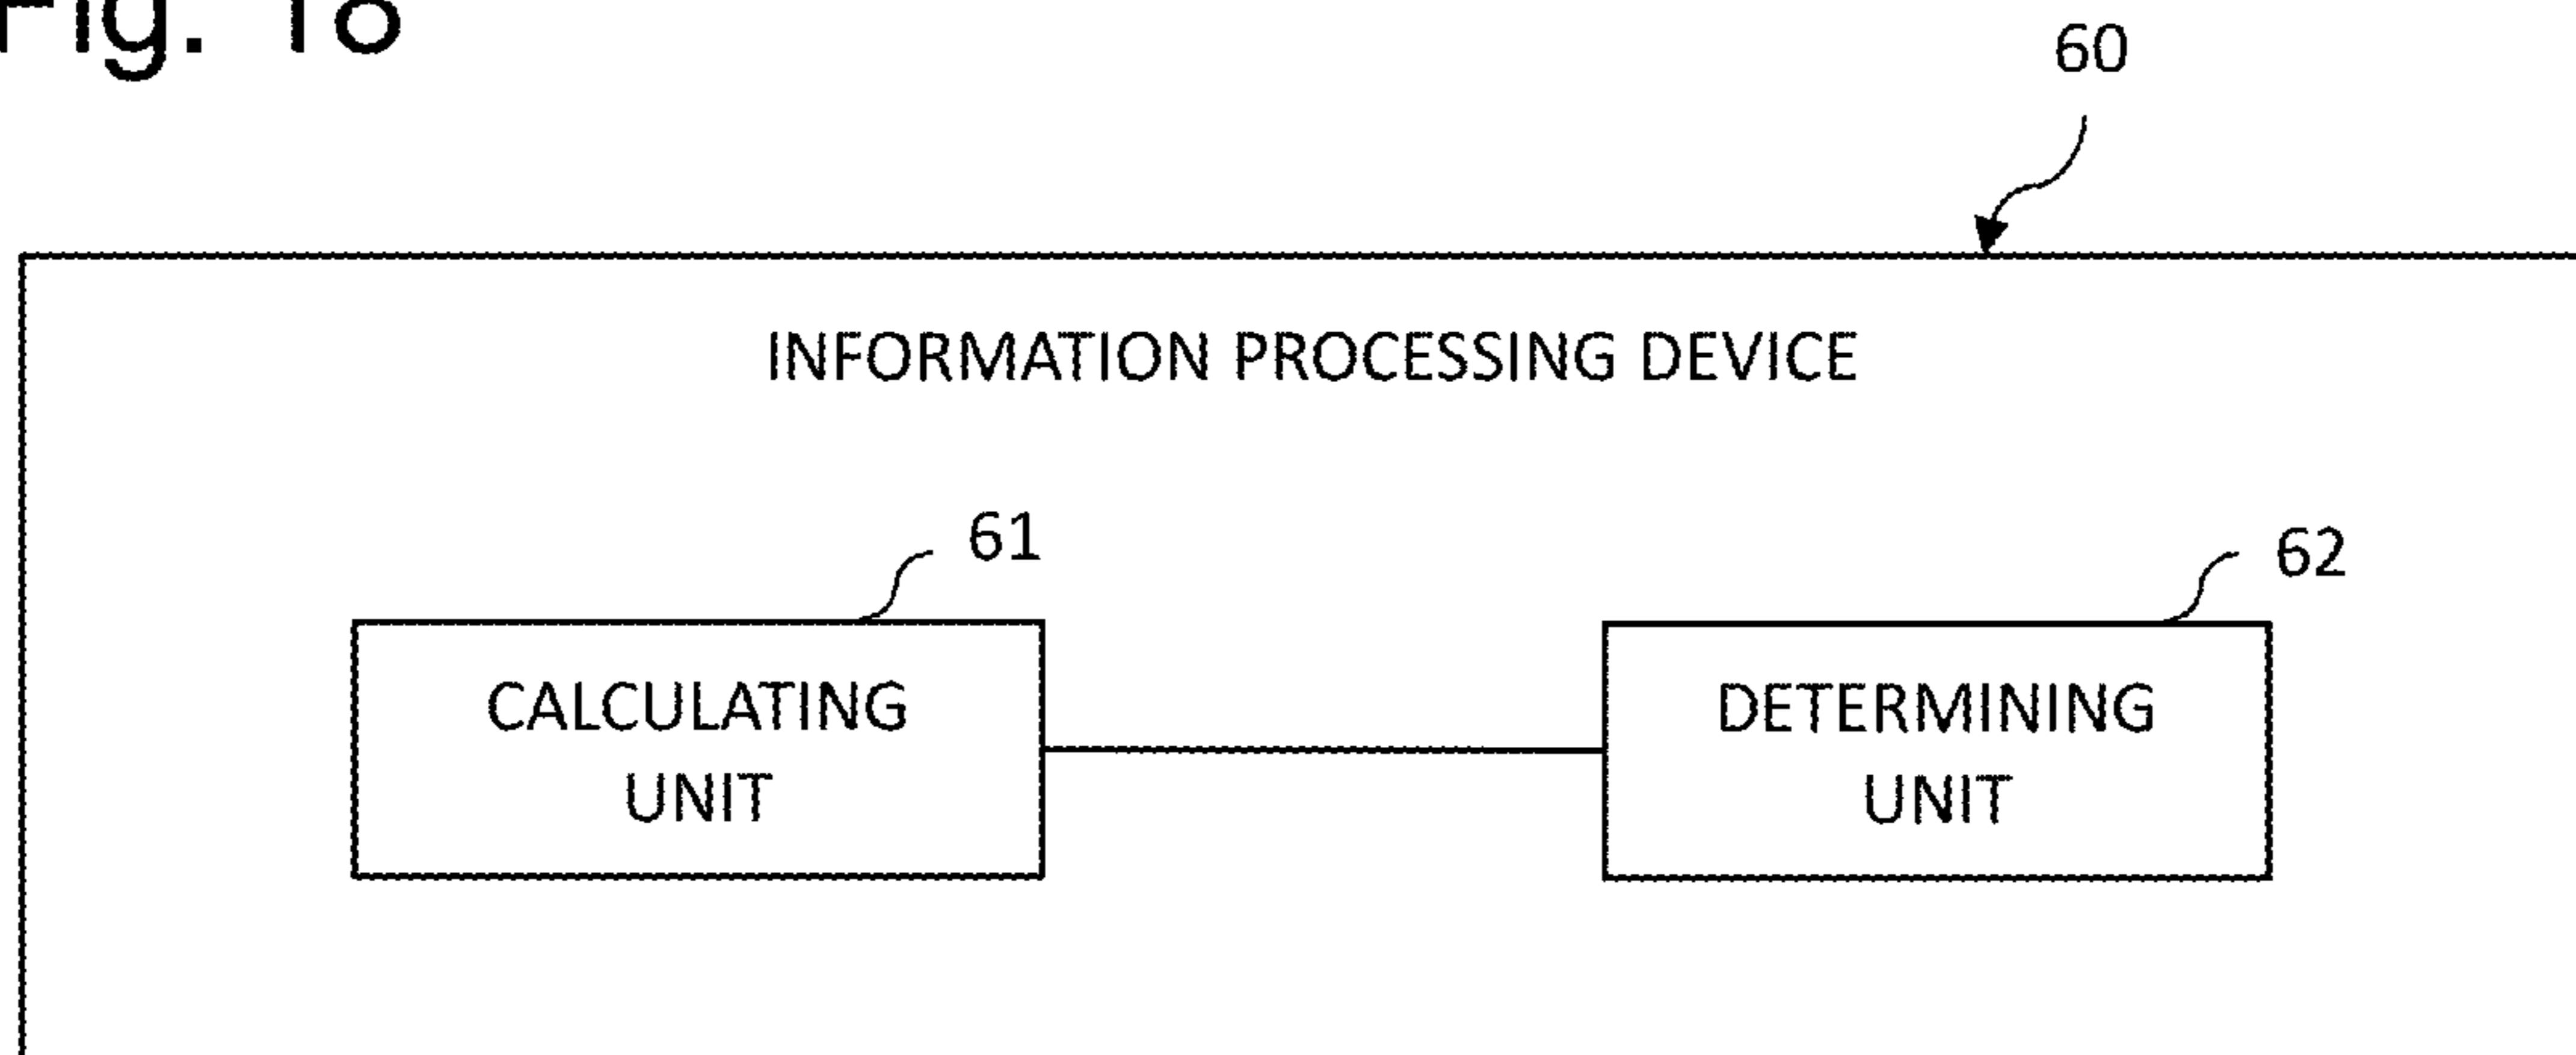 Fig. 18
60
INFORMATION PROCESSING DEVICE
61
62
CALCULATING
UNIT
DETERMINING
UNIT